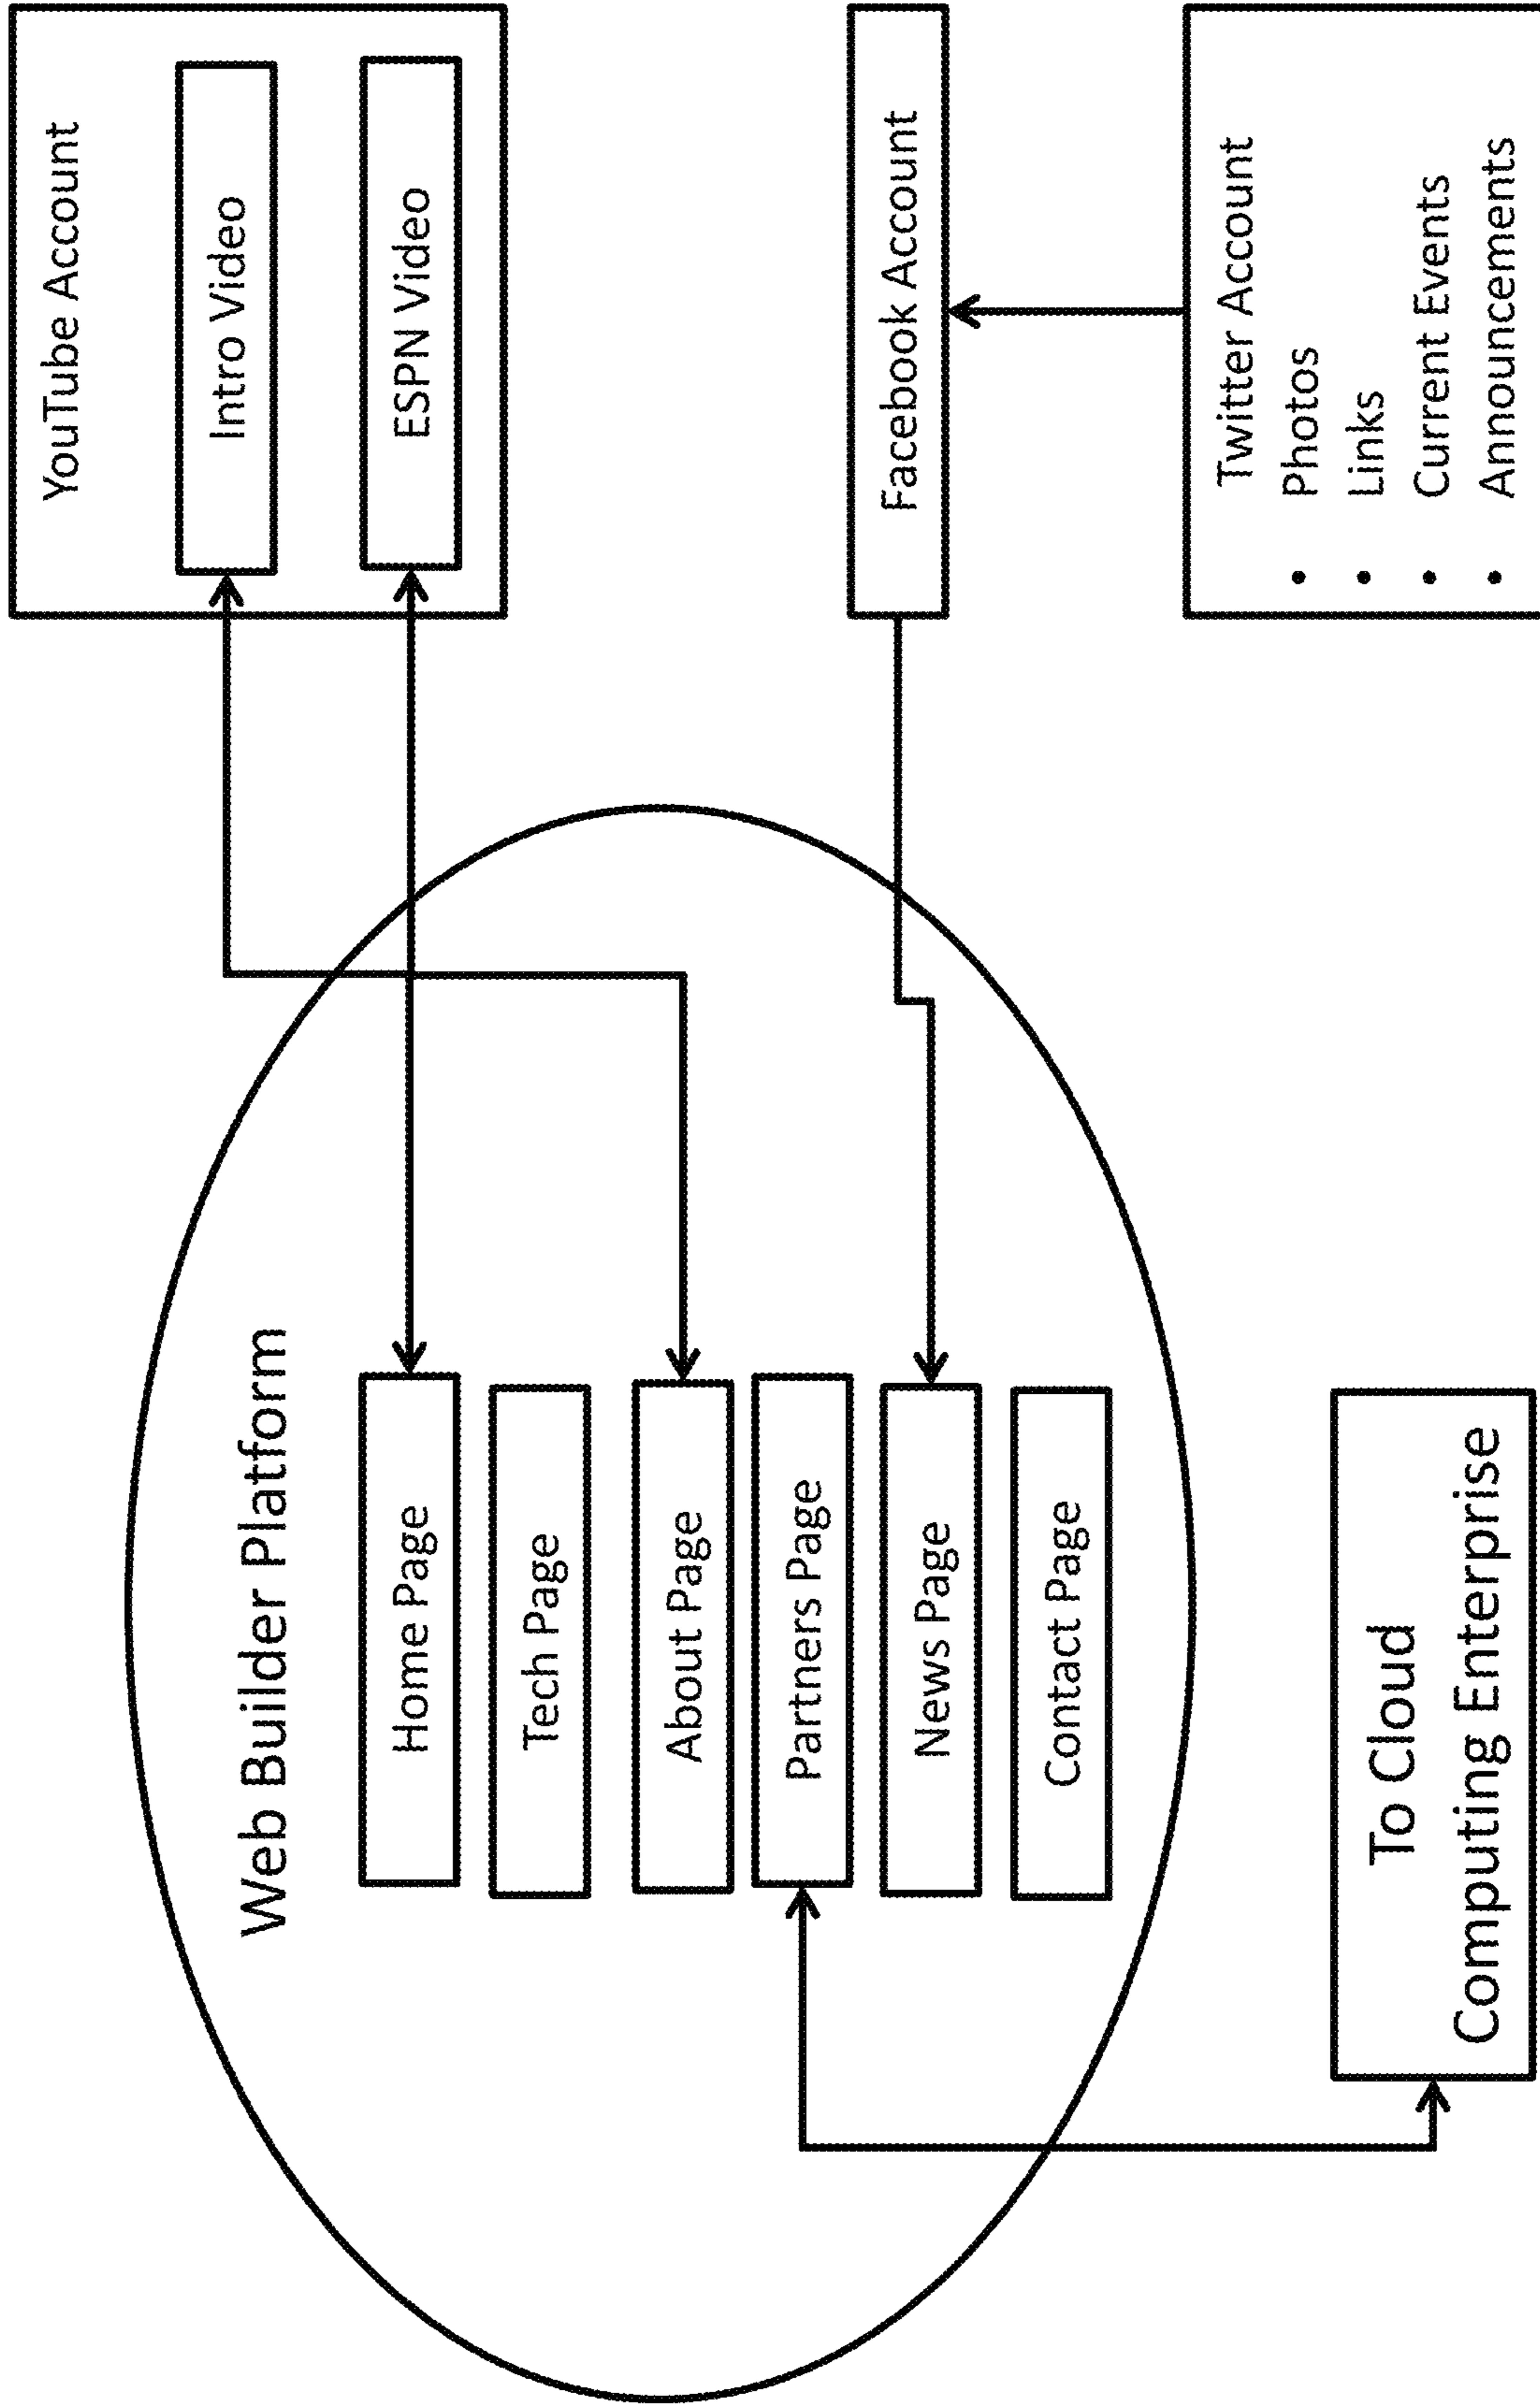 Web Builder Platform
Home Page
Tech Page
About Page
Partners Page
News Page
Contact Page
To Cloud
Computing Enterprise
YouTube Account
Intro Video
ESPN Video
Facebook Account
Twitter Account
• Photos
• Links
• Current Events
• Announcements